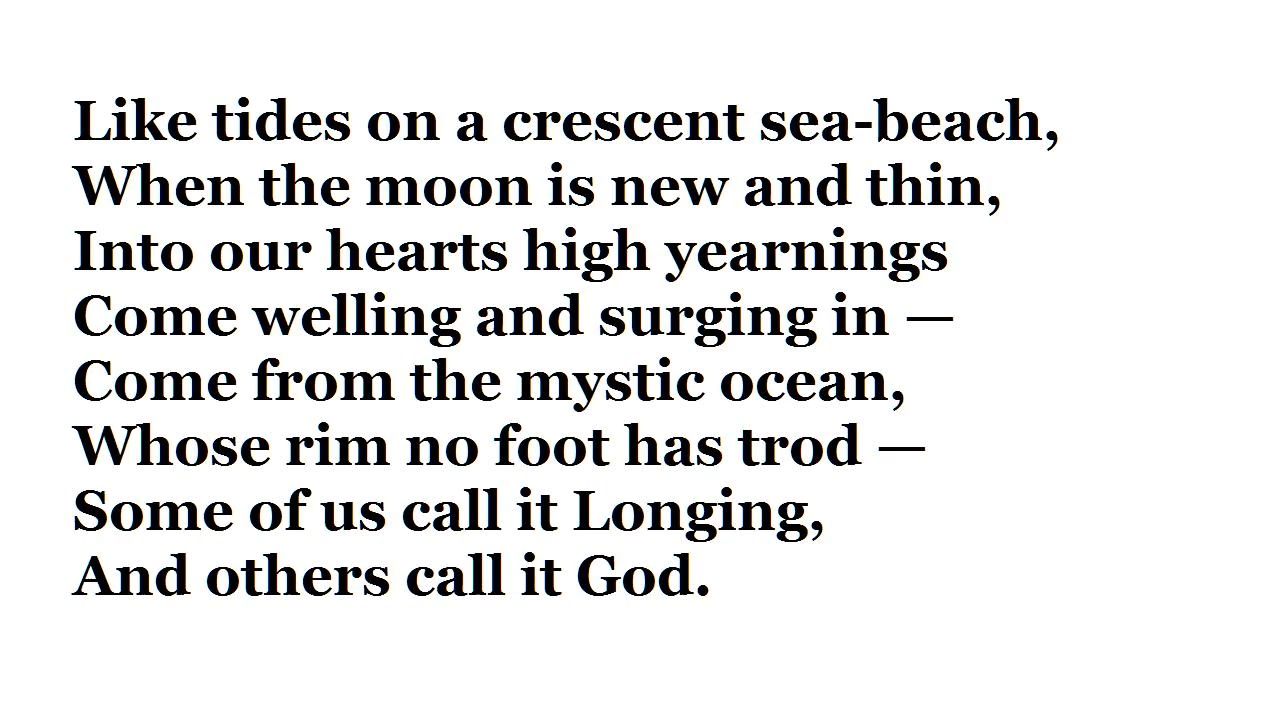 Like tides on a crescent sea-beach,
When the moon is new and thin,
Into our hearts high yearnings
Come welling and surging in —
Come from the mystic ocean,
Whose rim no foot has trod —
Some of us call it Longing,
And others call it God.